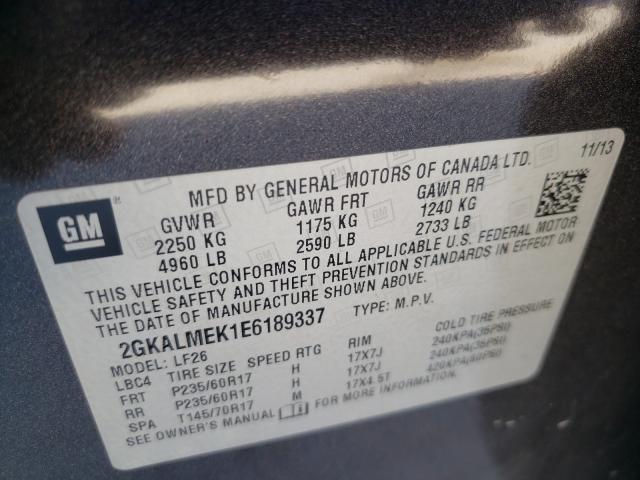 GM
®
MFD BY GENERAL MOTORS OF CANADA LTD.
11/13
GVWR GAWR FRT GAWR RR
2250 KG 1175 KG 1240 KG
4960 LB 2590 LB 2733 LB
THIS VEHICLE CONFORMS TO ALL APPLICABLE U.S. FEDERAL MOTOR
VEHICLE SAFETY AND THEFT PREVENTION STANDARDS IN EFFECT ON
THE DATE OF MANUFACTURE SHOWN ABOVE.
2GKALMEK1E6189337 TYPE: M.P.V.
MODEL: LF26
LBC4 TIRE SIZE SPEED RTG RIM COLD TIRE PRESSURE
FRT P235/60R17 H 17X7J 240KPA(35PSI)
RR P235/60R17 H 17X7J 240KPA(35PSI)
SPA T145/70R17 M 17X4.5T 420KPA(60PSI)
SEE OWNER'S MANUAL FOR MORE INFORMATION.